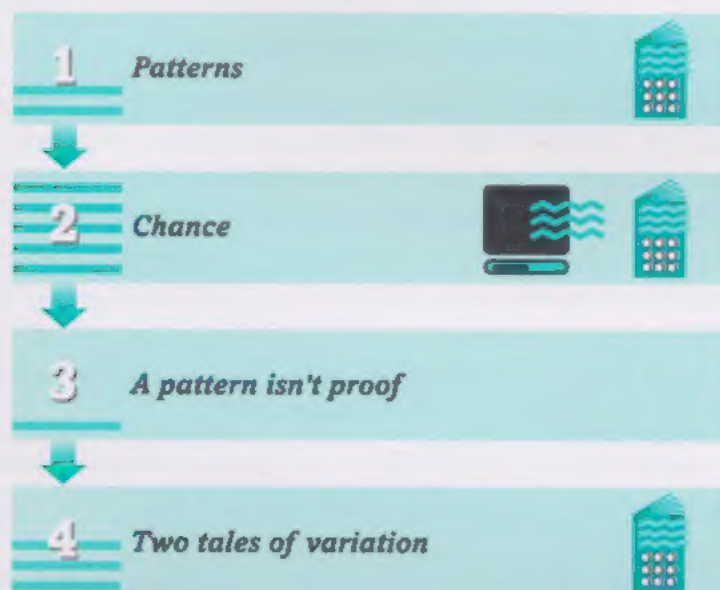 1 Patterns
2 Chance
3 A pattern isn't proof
4 Two tales of variation